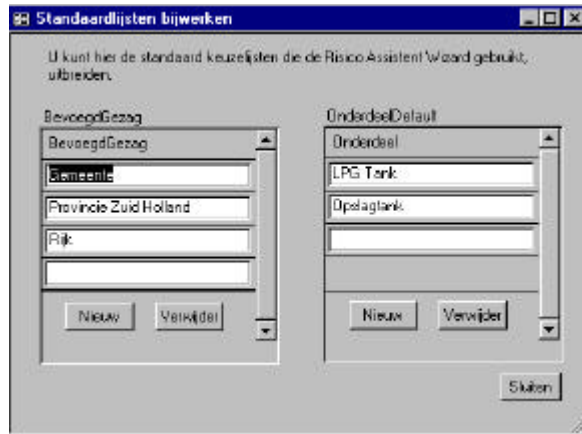 Standaardlijsten bijwerken
U kunt hier de standaard keuzelijsten die de Risico Assistent Wizard gebruikt,
uitbreiden.
BevoegdGezag
BevoegdGezag
Gemeente
Provincie Zuid Holland
Rijk
Nieuw Verwijder
OnderdeelDefault
Onderdeel
LPG Tank
Opslagtank
Nieuw Verwijder
Sluiten